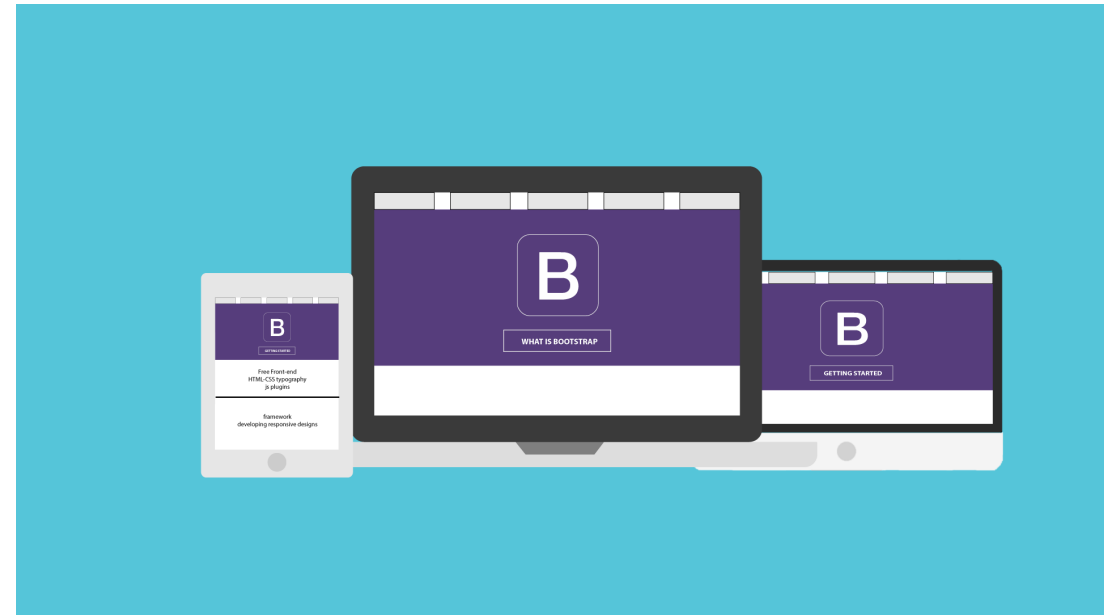 B
GETTING STARTED
Free Front-end
HTML-CSS typography
js plugins
framework
developing responsive designs
B
WHAT IS BOOTSTRAP
B
GETTING STARTED